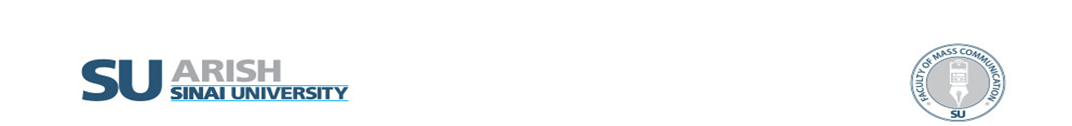 SU ARISH
SINAI UNIVERSITY
FACULTY OF MASS COMMUNICATION
SU